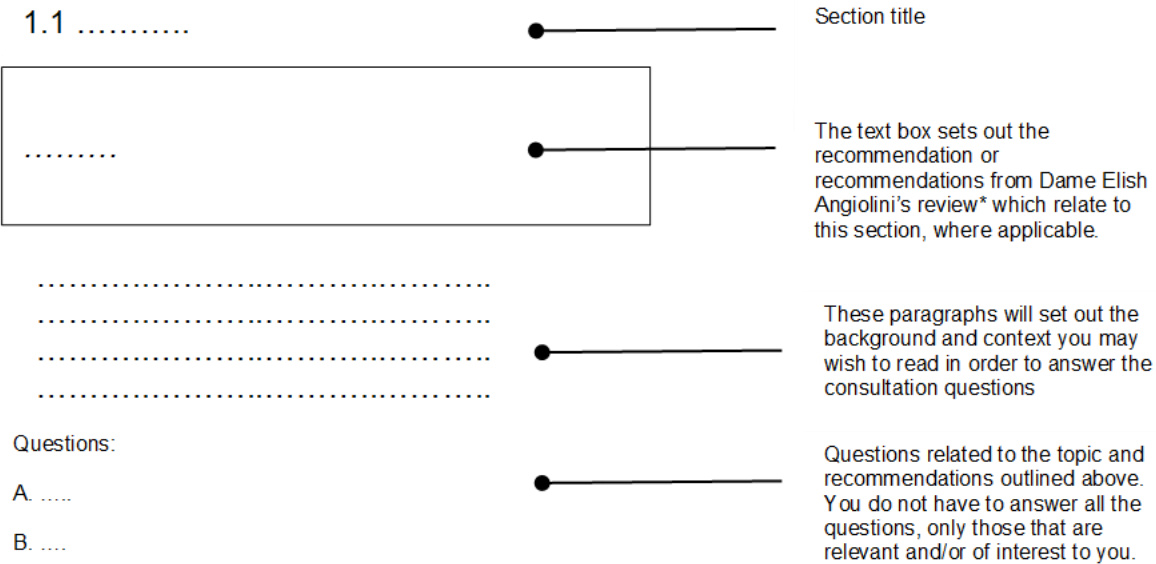 1.1 ………..
Section title
………
The text box sets out the
recommendation or
recommendations from Dame Elish
Angiolini’s review* which relate to
this section, where applicable.
……………………………………………..
……………………………………………..
……………………………………………..
……………………………………………..
These paragraphs will set out the
background and context you may
wish to read in order to answer the
consultation questions
Questions:
A. .....
B. ....
Questions related to the topic and
recommendations outlined above.
You do not have to answer all the
questions, only those that are
relevant and/or of interest to you.